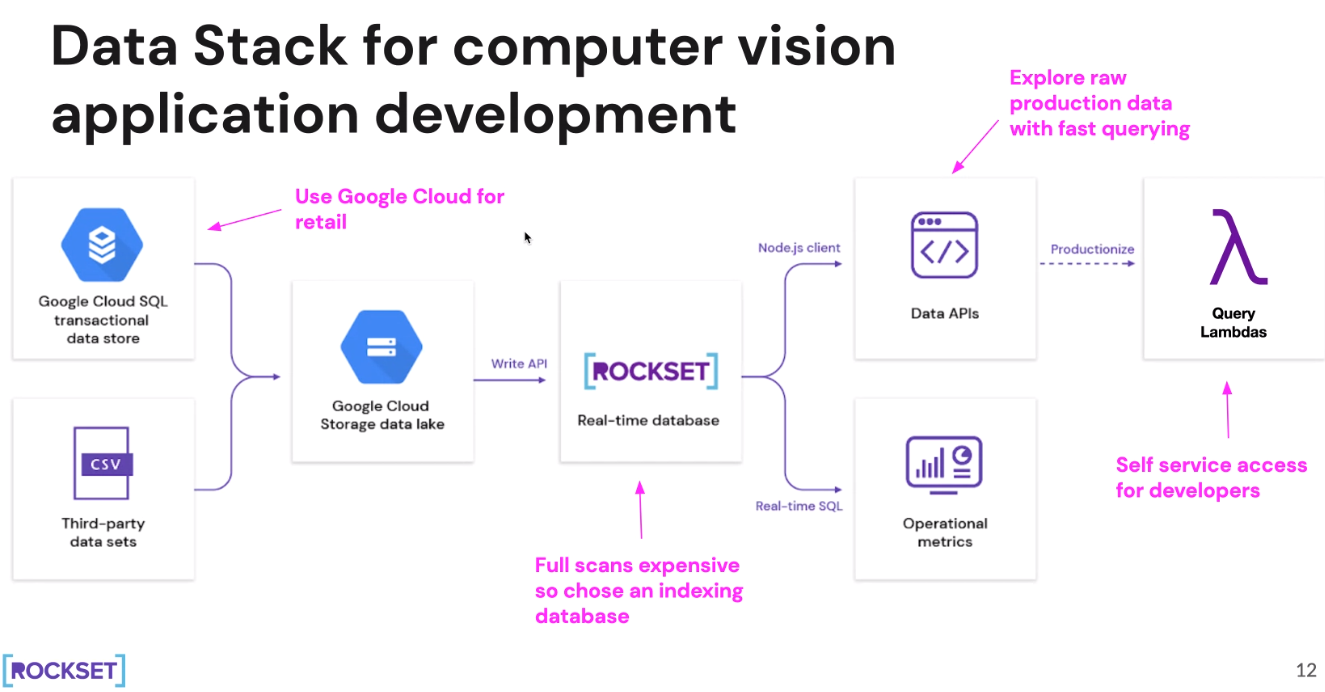 Data Stack for computer vision
application development
Explore raw
production data
with fast querying
Use Google Cloud for
retail
Google Cloud SQL
transactional
data store
CSV
Third-party
data sets
Google Cloud
Storage data lake
Write API
ROCKSET
Real-time database
Full scans expensive
so chose an indexing
database
Node.js client
</>
Data APIs
Real-time SQL
Operational
metrics
Productionize
λ
Query
Lambdas
Self service access
for developers
ROCKSET
12